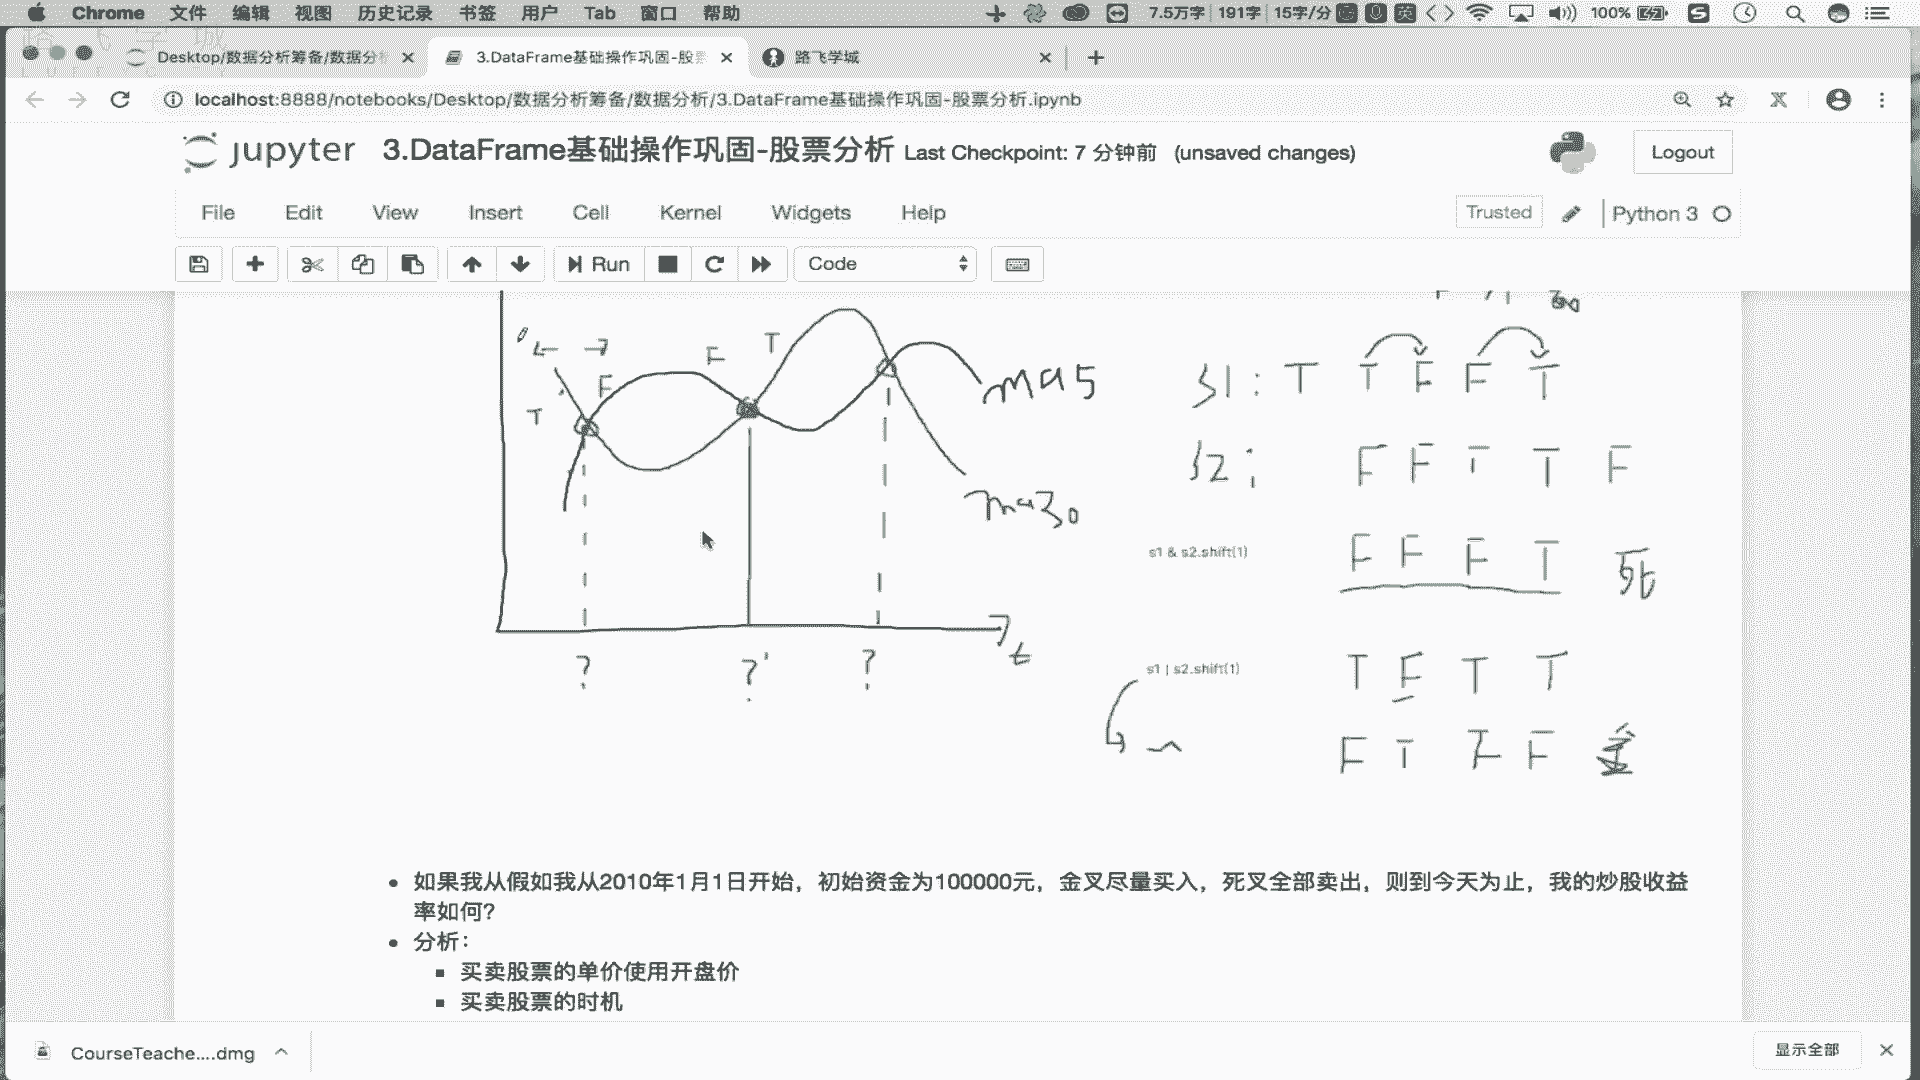 Chrome 文件 编辑 视图 历史记录 书签 用户 Tab 窗口 帮助 7.5万字 191字 15字/分 英 100%
Desktop/数据分析筹备/数据分析
3.DataFrame基础操作巩固-股票
路飞学城
localhost:8888/notebooks/Desktop/数据分析筹备/数据分析/3.DataFrame基础操作巩固-股票分析.ipynb
jupyter 3.DataFrame基础操作巩固-股票分析 Last Checkpoint: 7 分钟前 (unsaved changes)
Logout
File Edit View Insert Cell Kernel Widgets Help
Trusted Python 3
Run Code
T F F T
ma5
ma30
t
? ? ?
S1: T T F F T
S2: F F T T F
s1 & s2.shift(1) F F F T 死
s1 | s2.shift(1) T F T T
~ F T F F 金
如果我从假如我从2010年1月1日开始，初始资金为100000元，金叉尽量买入，死叉全部卖出，则到今天为止，我的炒股收益
率如何？
分析：
买卖股票的单价使用开盘价
买卖股票的时机
CourseTeache....dmg
显示全部